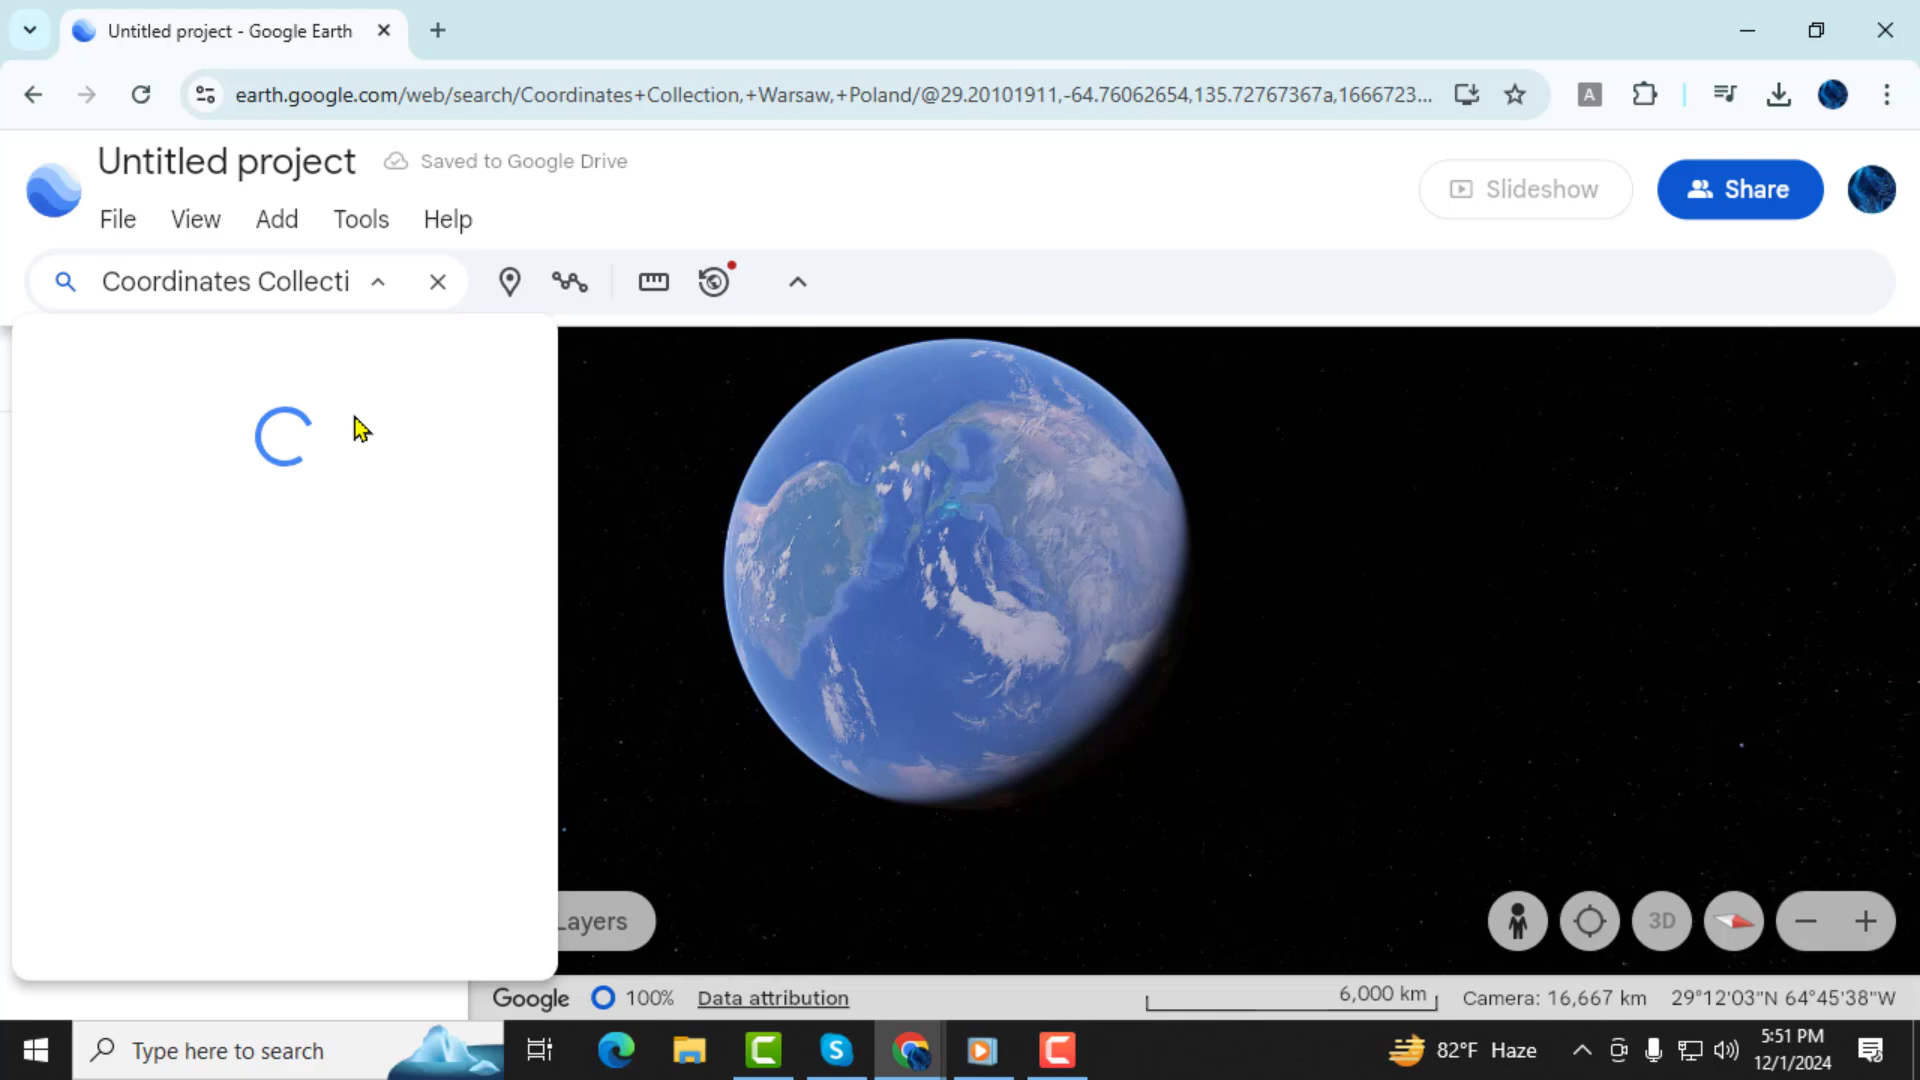 Untitled project - Google Earth
earth.google.com/web/search/Coordinates+Collection,+Warsaw,+Poland/@29.20101911,-64.76062654,135.72767367a,1666723...
A
Untitled project
Saved to Google Drive
Slideshow
Share
File View Add Tools Help
Coordinates Collecti
Layers
3D
Google 100% Data attribution
6,000 km
Camera: 16,667 km
29°12'03"N 64°45'38"W
Type here to search
82°F Haze
5:51 PM
12/1/2024